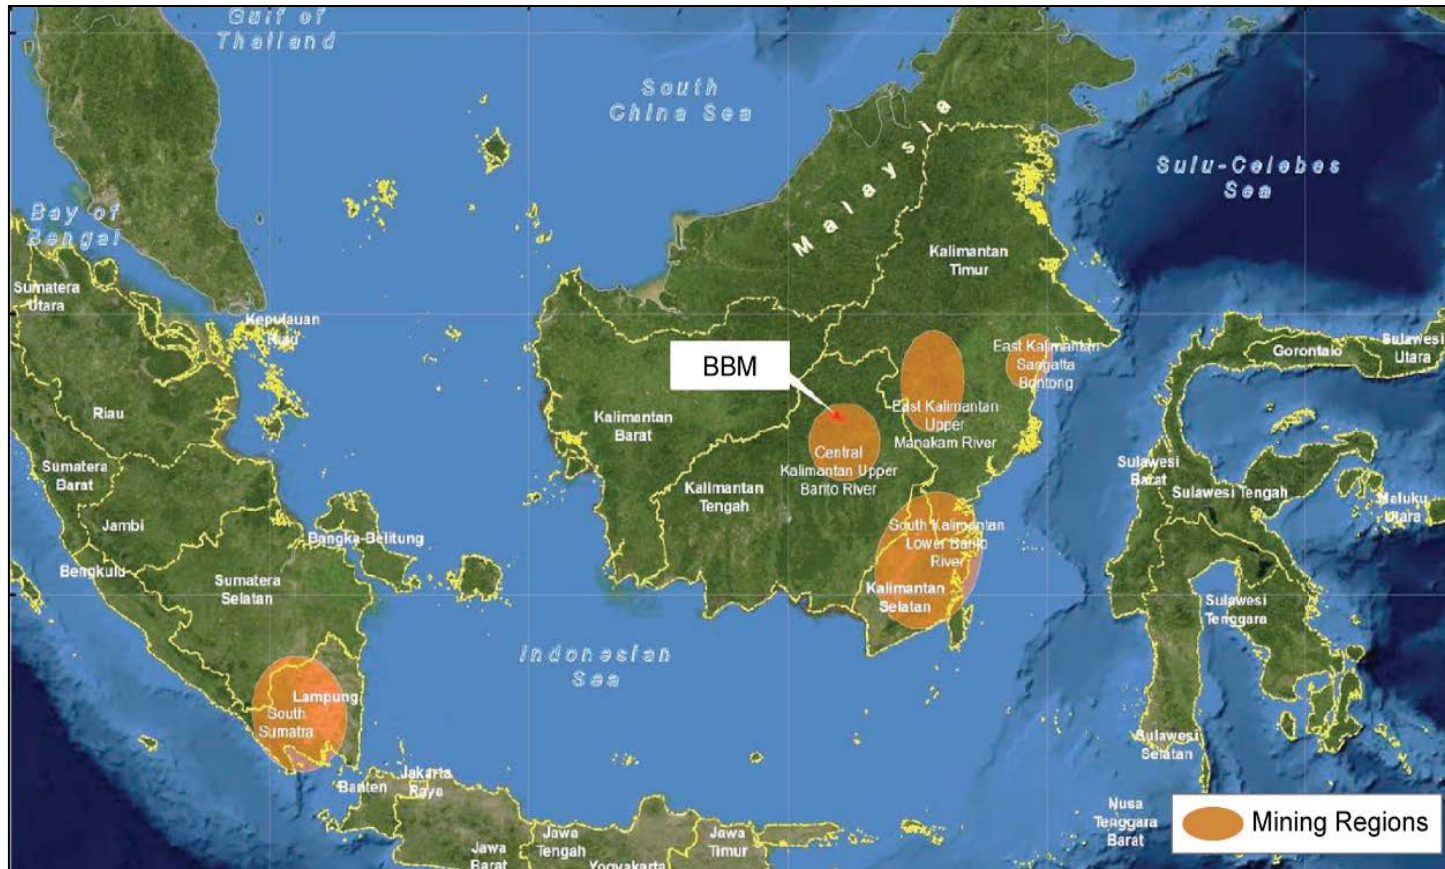 Gulf of
Thailand
South
China Sea
Malaysia
Sulu-Celebes
Sea
Bay of
Bengal
Kalimantan
Timur
Sumatera
Utara
Kepulauan
Riau
BBM
East Kalimantan
Sangatta
Bontong
Gorontalo
Sulawesi
Utara
Riau
Kalimantan
Barat
East Kalimantan
Upper
Manakam River
Central
Kalimantan Upper
Barito River
Sumatera
Barat
Kalimantan
Tengah
Sulawesi
Barat
Sulawesi Tengah
Maluku
Utara
Jambi
Bangka-Belitung
South Kalimantan
Lower Barito
River
Bengkulu
Sumatera
Selatan
Kalimantan
Selatan
Sulawesi
Tenggara
Indonesian
Sea
Lampung
South
Sumatra
Sulawesi
Selatan
Banten
Jakarta
Raya
Nusa
Tenggara
Barat
Mining Regions
Jawa
Barat
Jawa
Tengah
Yogyakarta
Jawa
Timur